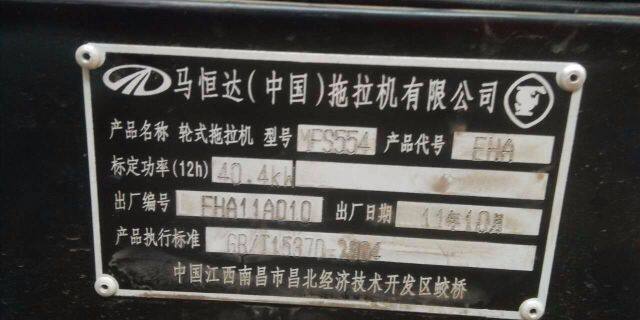 马恒达(中国)拖拉机有限公司
产品名称 轮式拖拉机 型号 MFS554 产品代号 FHA
标定功率(12h) 40.4kW
出厂编号 FHA11A010 出厂日期 11年10月
产品执行标准 GB/T15370-2004
中国江西南昌市昌北经济技术开发区蛟桥